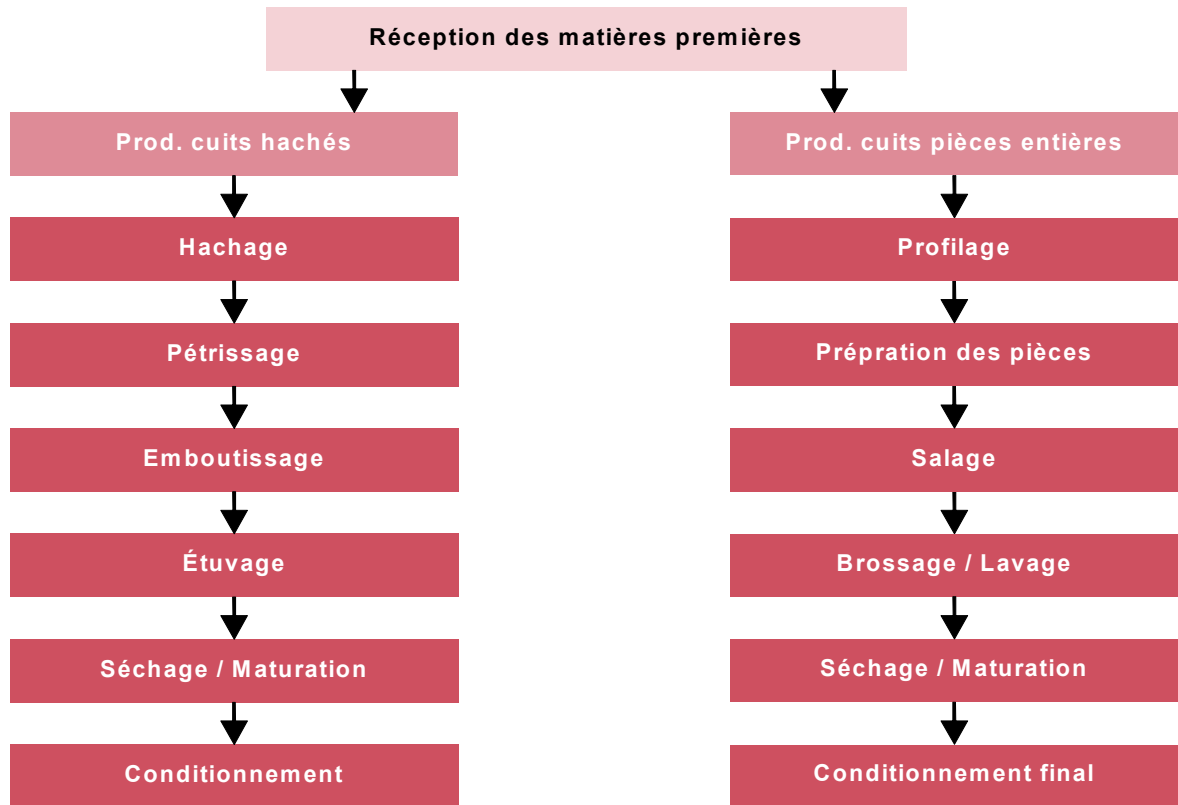 Réception des matières premières
Prod. cuits hachés
Hachage
Pétrissage
Emboutissage
Étuvage
Séchage / Maturation
Conditionnement
Prod. cuits pièces entières
Profilage
Prépration des pièces
Salage
Brossage / Lavage
Séchage / Maturation
Conditionnement final